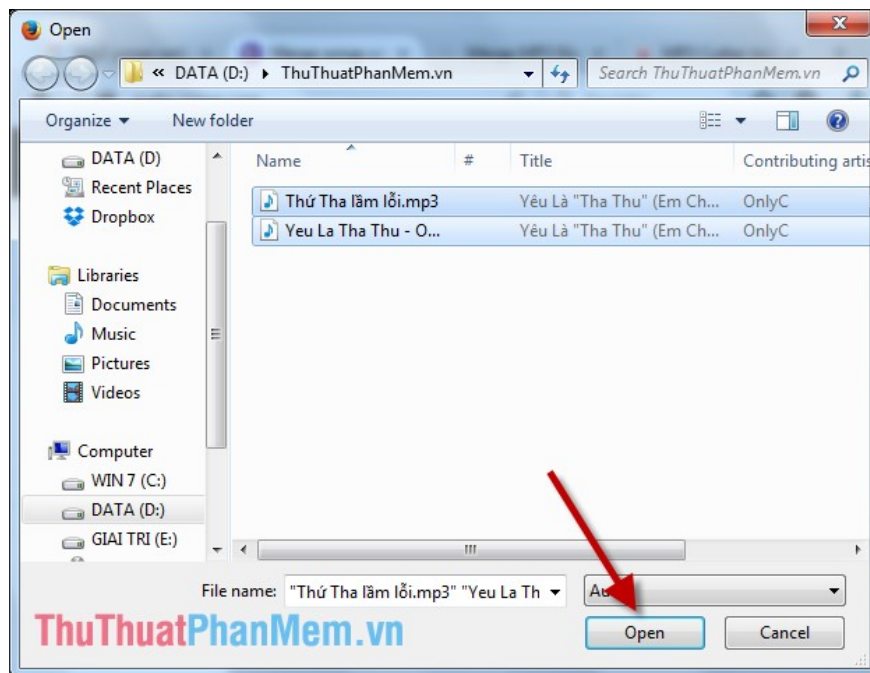 Open
« DATA (D:) ThuThuatPhanMem.vn
Search ThuThuatPhanMem.vn
Organize
New folder
DATA (D)
Recent Places
Dropbox
Libraries
Documents
Music
Pictures
Videos
Computer
WIN 7 (C:)
DATA (D:)
GIAI TRI (E:)
Name # Title Contributing artis
Thứ Tha lầm lỗi.mp3 Yêu Là "Tha Thu" (Em Ch... OnlyC
Yeu La Tha Thu - O... Yêu Là "Tha Thu" (Em Ch... OnlyC
File name: "Thứ Tha lầm lỗi.mp3" "Yeu La Th
ThuThuatPhanMem.vn
Open Cancel